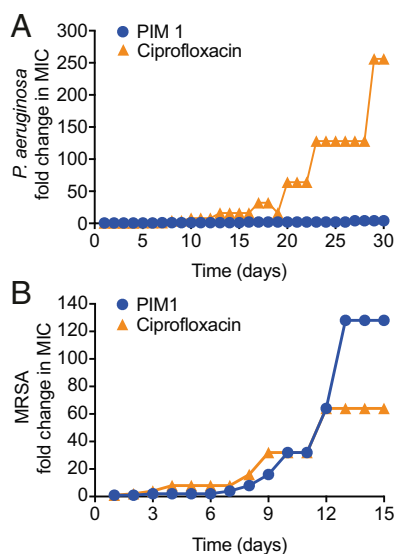 A
PIM 1
Ciprofloxacin
P. aeruginosa
fold change in MIC
300
250
200
150
100
50
0
0 5 10 15 20 25 30
Time (days)
B
PIM1
Ciprofloxacin
MRSA
fold change in MIC
140
120
100
80
60
40
20
0
0 3 6 9 12 15
Time (days)